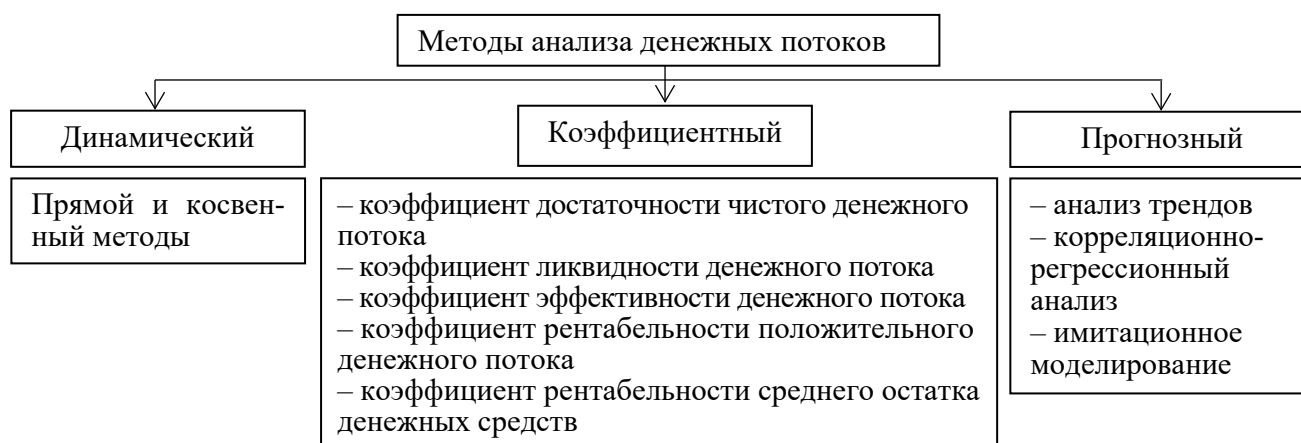 Методы анализа денежных потоков
Динамический
Прямой и косвен-
ный методы
Коэффициентный
– коэффициент достаточности чистого денежного
потока
– коэффициент ликвидности денежного потока
– коэффициент эффективности денежного потока
– коэффициент рентабельности положительного
денежного потока
– коэффициент рентабельности среднего остатка
денежных средств
Прогнозный
– анализ трендов
– корреляционно-
регрессионный
анализ
– имитационное
моделирование